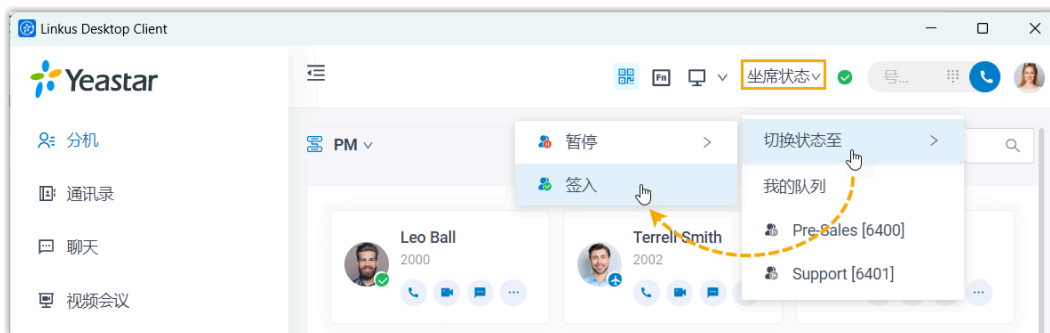 Linkus Desktop Client
Yeastar
Fn
坐席状态
号...
分机
PM
暂停
切换状态至
签入
我的队列
通讯录
Pre-Sales [6400]
Leo Ball
Terrell Smith
2000
2002
聊天
Support [6401]
视频会议